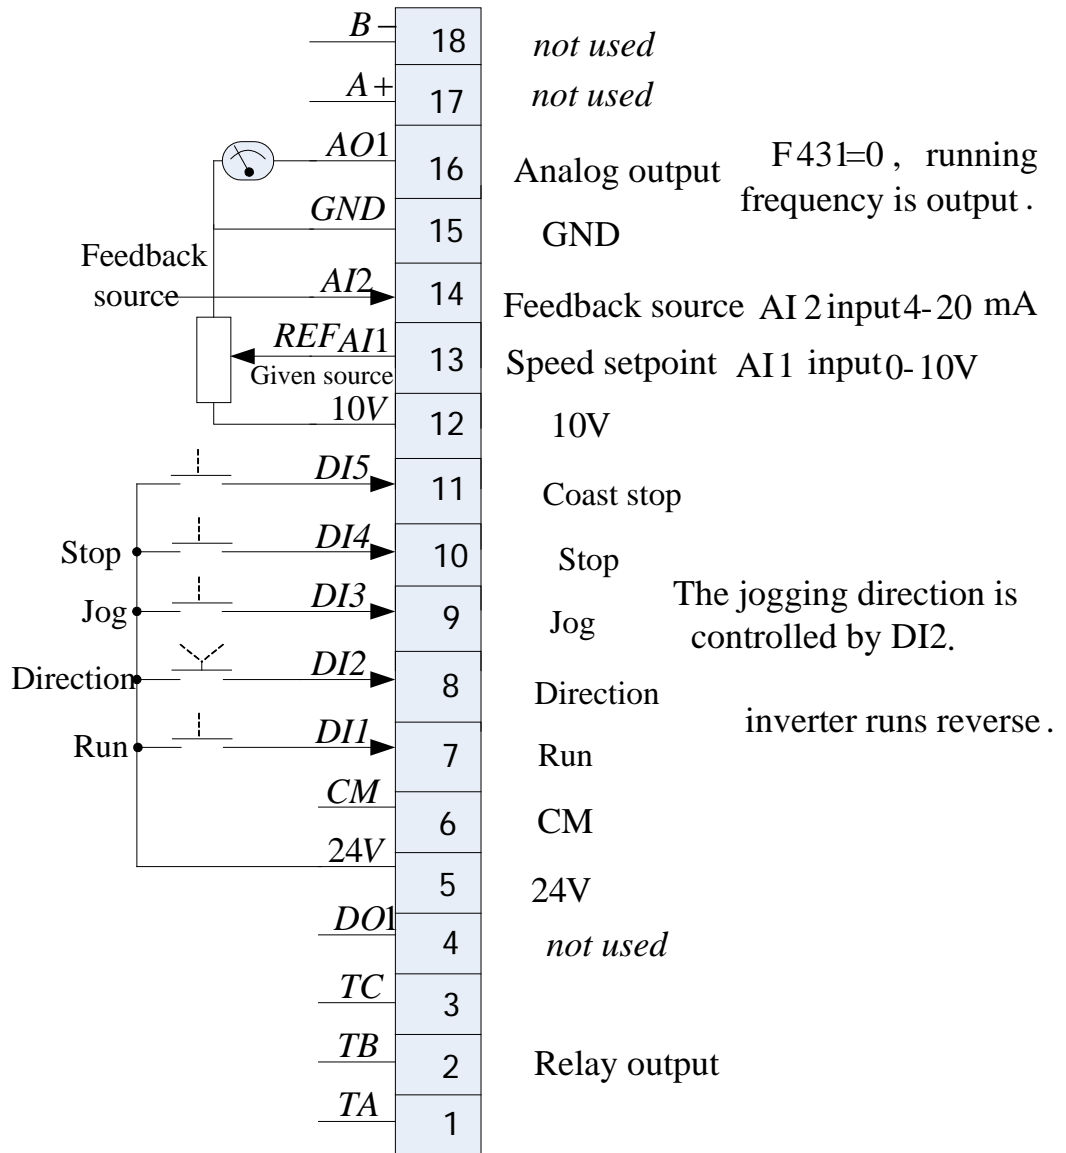 B− 18 not used
A+ 17 not used
AO1 16 Analog output F431=0 , running
frequency is output .
GND 15 GND
Feedback
source AI2 14 Feedback source AI 2 input 4-20 mA
REF AI1 13 Speed setpoint AI 1 input 0-10V
Given source
10V 12 10V
DI5 11 Coast stop
Stop DI4 10 Stop
Jog DI3 9 Jog The jogging direction is
controlled by DI2.
Direction DI2 8 Direction
inverter runs reverse .
Run DI1 7 Run
CM 6 CM
24V 5 24V
DO1 4 not used
TC 3
TB 2 Relay output
TA 1